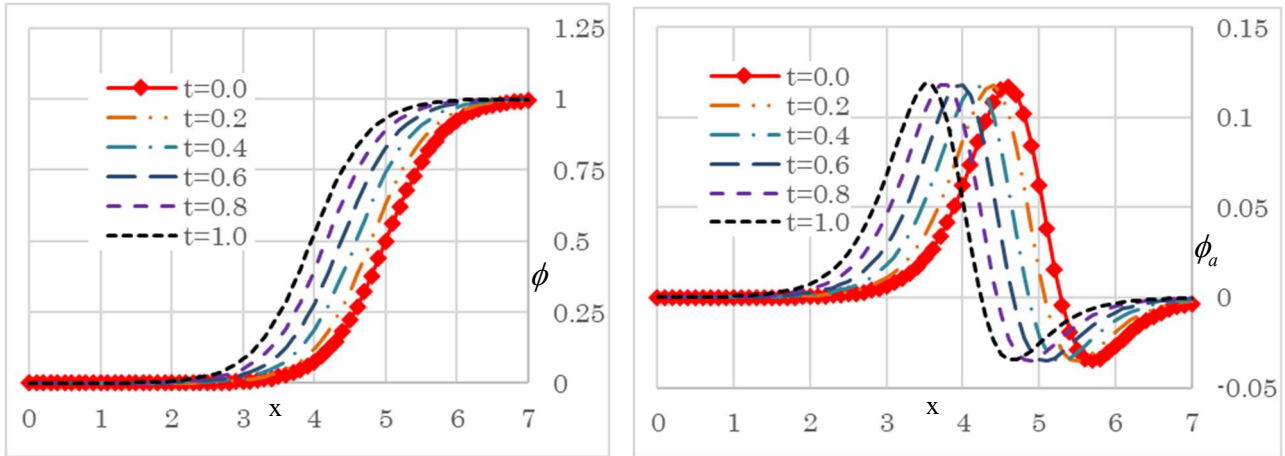 1.25
t=0.0
t=0.2
t=0.4
t=0.6
t=0.8
t=1.0
1
0.75
0.5
ϕ
0.25
0
0 1 2 3 x 4 5 6 7
0.15
t=0.0
t=0.2
t=0.4
t=0.6
t=0.8
t=1.0
0.1
0.05
ϕa
0
-0.05
0 1 2 3 x 4 5 6 7